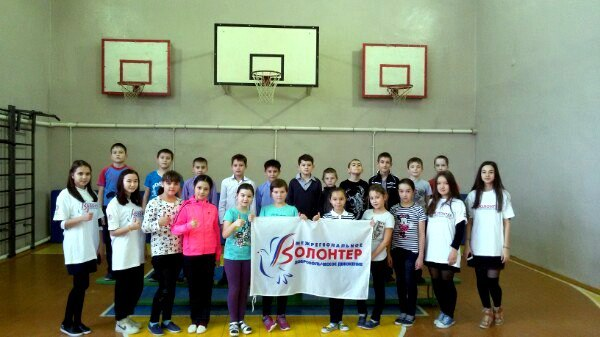 МЕЖРЕГИОНАЛЬНОЕ
ВОЛОНТЕР
ДОБРОВОЛЬЧЕСКОЕ ДВИЖЕНИЕ